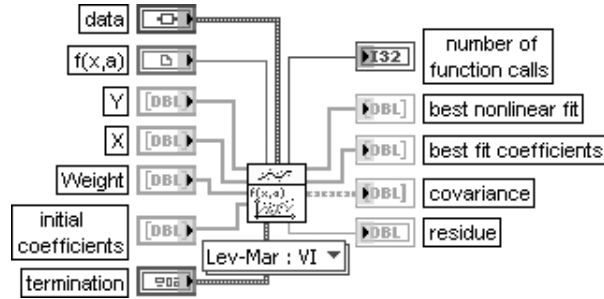 data
f(x,a)
Y
[DBL]
X
[DBL]
Weight
[DBL]
initial
coefficients
[DBL]
termination
f(x,a)
Lev-Mar : VI
I32
number of
function calls
DBL]
best nonlinear fit
DBL]
best fit coefficients
DBL]
covariance
DBL
residue